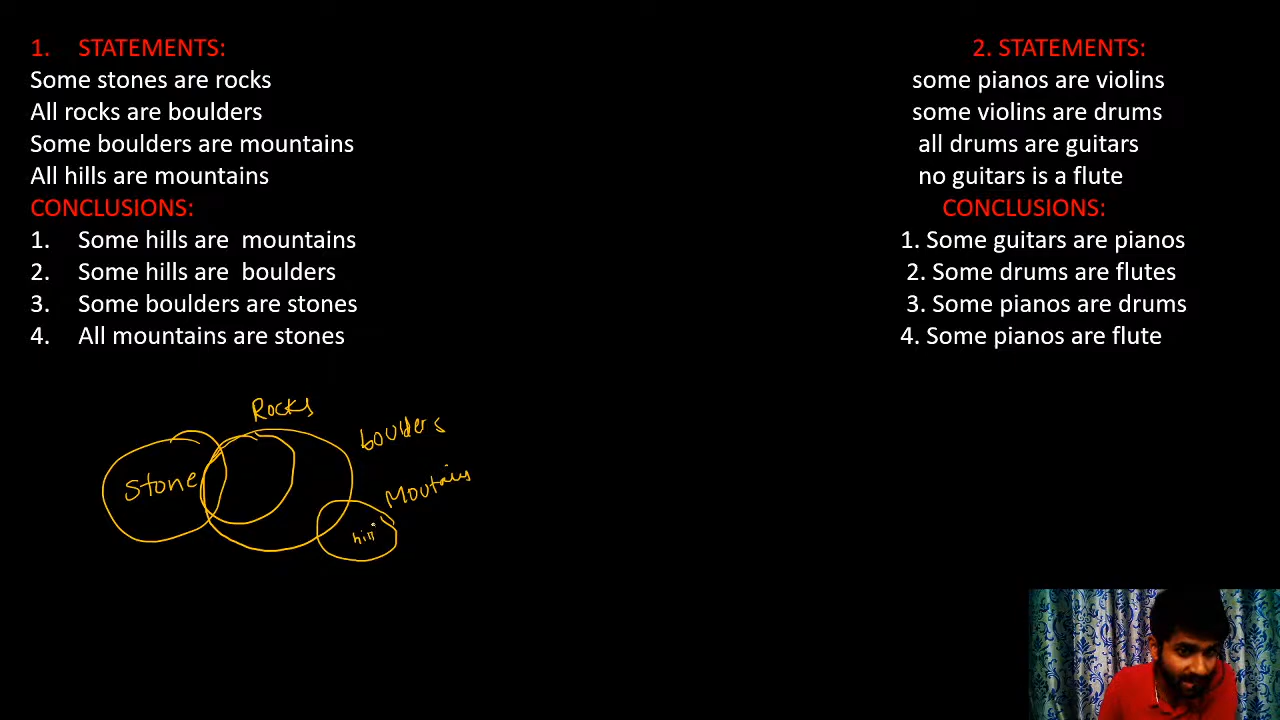 1. STATEMENTS:
Some stones are rocks
All rocks are boulders
Some boulders are mountains
All hills are mountains
CONCLUSIONS:
1. Some hills are mountains
2. Some hills are boulders
3. Some boulders are stones
4. All mountains are stones
2. STATEMENTS:
some pianos are violins
some violins are drums
all drums are guitars
no guitars is a flute
CONCLUSIONS:
1. Some guitars are pianos
2. Some drums are flutes
3. Some pianos are drums
4. Some pianos are flute
Rocks
boulders
Stone
Moutains
hill